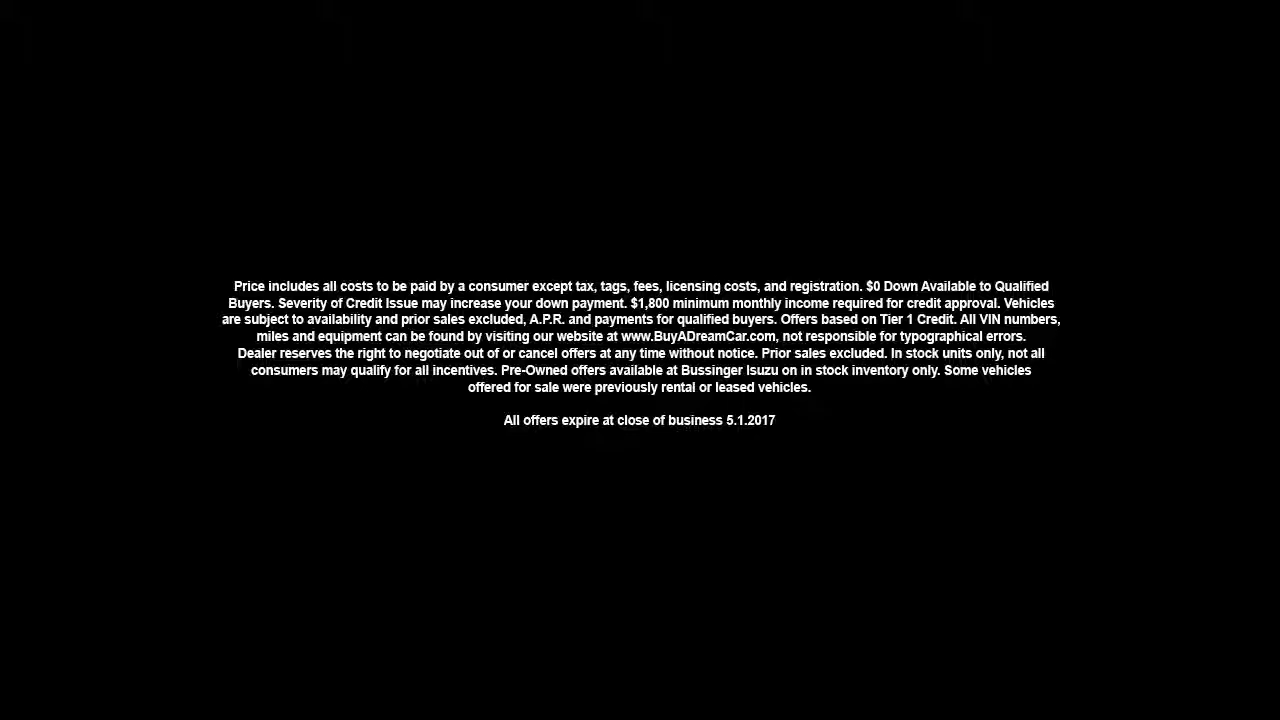 Price includes all costs to be paid by a consumer except tax, tags, fees, licensing costs, and registration. $0 Down Available to Qualified
Buyers. Severity of Credit Issue may increase your down payment. $1,800 minimum monthly income required for credit approval. Vehicles
are subject to availability and prior sales excluded, A.P.R. and payments for qualified buyers. Offers based on Tier 1 Credit. All VIN numbers,
miles and equipment can be found by visiting our website at www.BuyADreamCar.com, not responsible for typographical errors.
Dealer reserves the right to negotiate out of or cancel offers at any time without notice. Prior sales excluded. In stock units only, not all
consumers may qualify for all incentives. Pre-Owned offers available at Bussinger Isuzu on in stock inventory only. Some vehicles
offered for sale were previously rental or leased vehicles.
All offers expire at close of business 5.1.2017